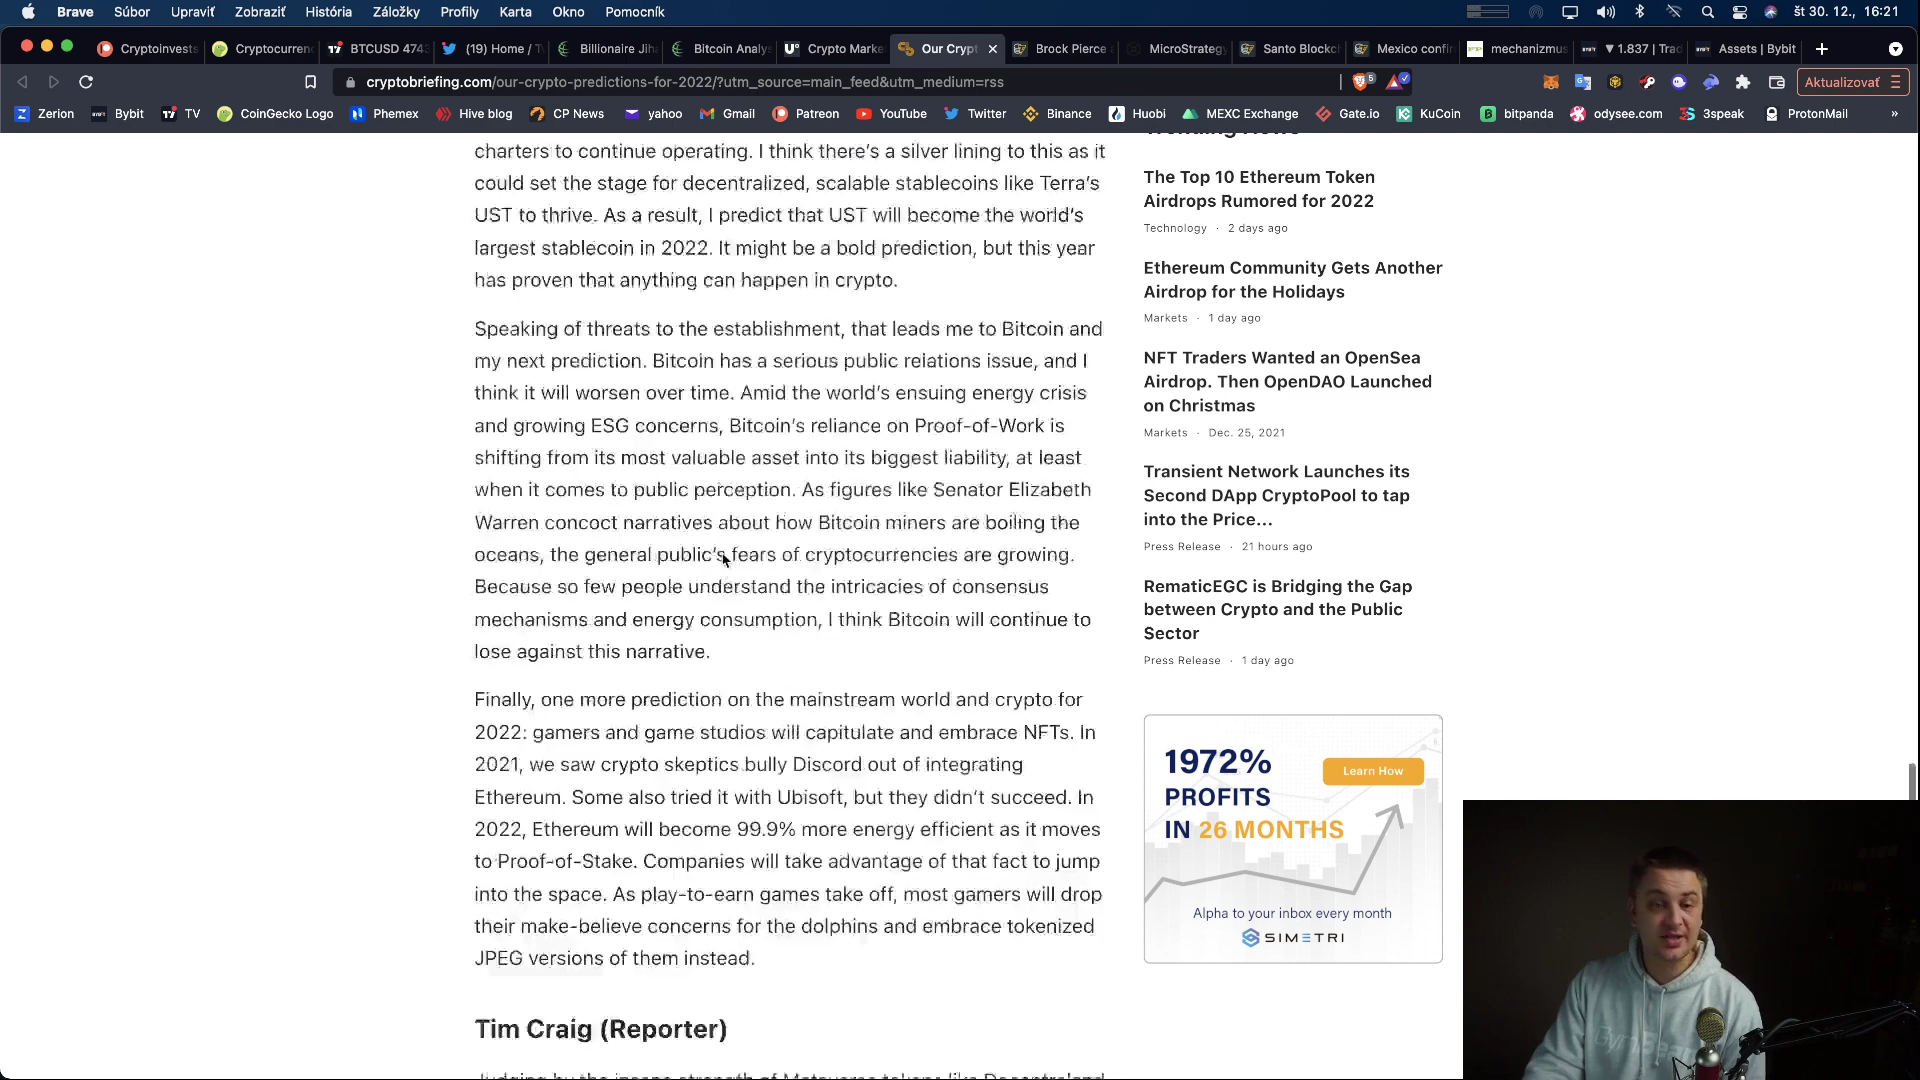 Brave Súbor Upraviť Zobraziť História Záložky Profily Karta Okno Pomocník št 30. 12., 16:21
Cryptoinvest Cryptocurren BTCUSD 474 (19) Home / T Billionaire Jih Bitcoin Analy Crypto Marke Our Crypt Brock Pierce MicroStrateg Santo Blockc Mexico confi mechanizmus ▼ 1.837 | Trad Assets | Bybit
cryptobriefing.com/our-crypto-predictions-for-2022/?utm_source=main_feed&utm_medium=rss 5 Aktualizovať
Zerion Bybit TV CoinGecko Logo Phemex Hive blog CP News yahoo Gmail Patreon YouTube Twitter Binance Huobi MEXC Exchange Gate.io KuCoin bitpanda odysee.com 3speak ProtonMail »
charters to continue operating. I think there's a silver lining to this as it
could set the stage for decentralized, scalable stablecoins like Terra's
UST to thrive. As a result, I predict that UST will become the world's
largest stablecoin in 2022. It might be a bold prediction, but this year
has proven that anything can happen in crypto.
Speaking of threats to the establishment, that leads me to Bitcoin and
my next prediction. Bitcoin has a serious public relations issue, and I
think it will worsen over time. Amid the world's ensuing energy crisis
and growing ESG concerns, Bitcoin's reliance on Proof-of-Work is
shifting from its most valuable asset into its biggest liability, at least
when it comes to public perception. As figures like Senator Elizabeth
Warren concoct narratives about how Bitcoin miners are boiling the
oceans, the general public's fears of cryptocurrencies are growing.
Because so few people understand the intricacies of consensus
mechanisms and energy consumption, I think Bitcoin will continue to
lose against this narrative.
Finally, one more prediction on the mainstream world and crypto for
2022: gamers and game studios will capitulate and embrace NFTs. In
2021, we saw crypto skeptics bully Discord out of integrating
Ethereum. Some also tried it with Ubisoft, but they didn't succeed. In
2022, Ethereum will become 99.9% more energy efficient as it moves
to Proof-of-Stake. Companies will take advantage of that fact to jump
into the space. As play-to-earn games take off, most gamers will drop
their make-believe concerns for the dolphins and embrace tokenized
JPEG versions of them instead.
Tim Craig (Reporter)
Judging by the insane strength of Metaverse tokens like Decentraland
The Top 10 Ethereum Token
Airdrops Rumored for 2022
Technology · 2 days ago
Ethereum Community Gets Another
Airdrop for the Holidays
Markets · 1 day ago
NFT Traders Wanted an OpenSea
Airdrop. Then OpenDAO Launched
on Christmas
Markets · Dec. 25, 2021
Transient Network Launches its
Second DApp CryptoPool to tap
into the Price...
Press Release · 21 hours ago
RematicEGC is Bridging the Gap
between Crypto and the Public
Sector
Press Release · 1 day ago
1972%
PROFITS
IN 26 MONTHS
Learn How
Alpha to your inbox every month
SIMETRI